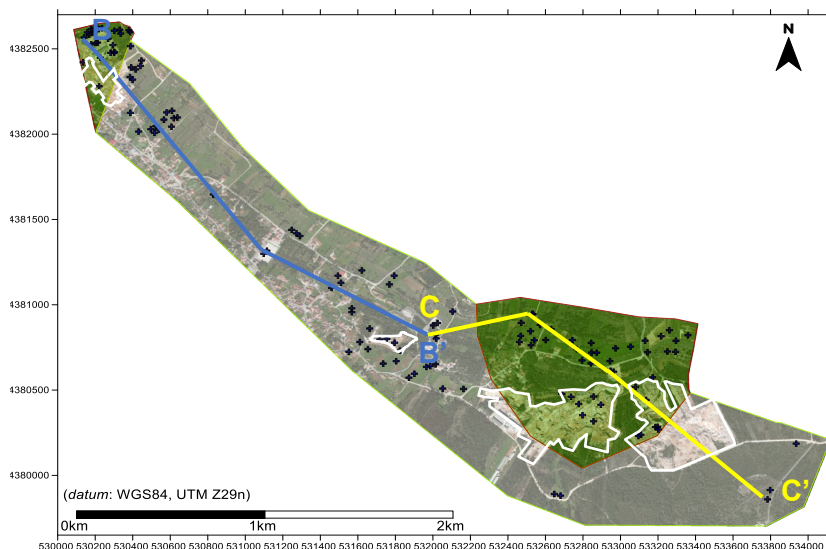 N
B
4382500
4382000
4381500
4381000
4380500
4380000
C
B'
C'
(datum: WGS84, UTM Z29n)
0km 1km 2km
530000 530200 530400 530600 530800 531000 531200 531400 531600 531800 532000 532200 532400 532600 532800 533000 533200 533400 533600 533800 534000